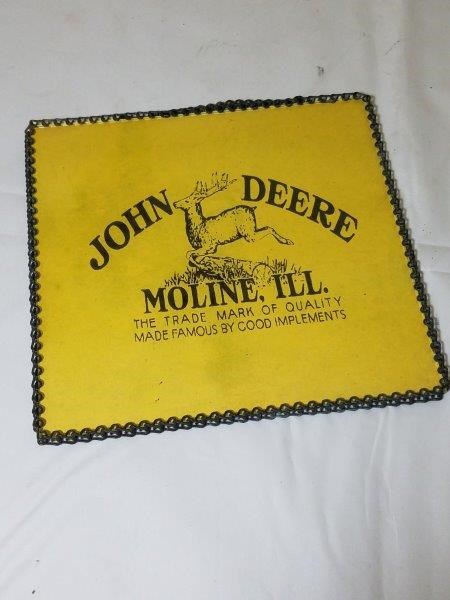 JOHN DEERE
MOLINE, ILL.
THE TRADE MARK OF QUALITY
MADE FAMOUS BY GOOD IMPLEMENTS